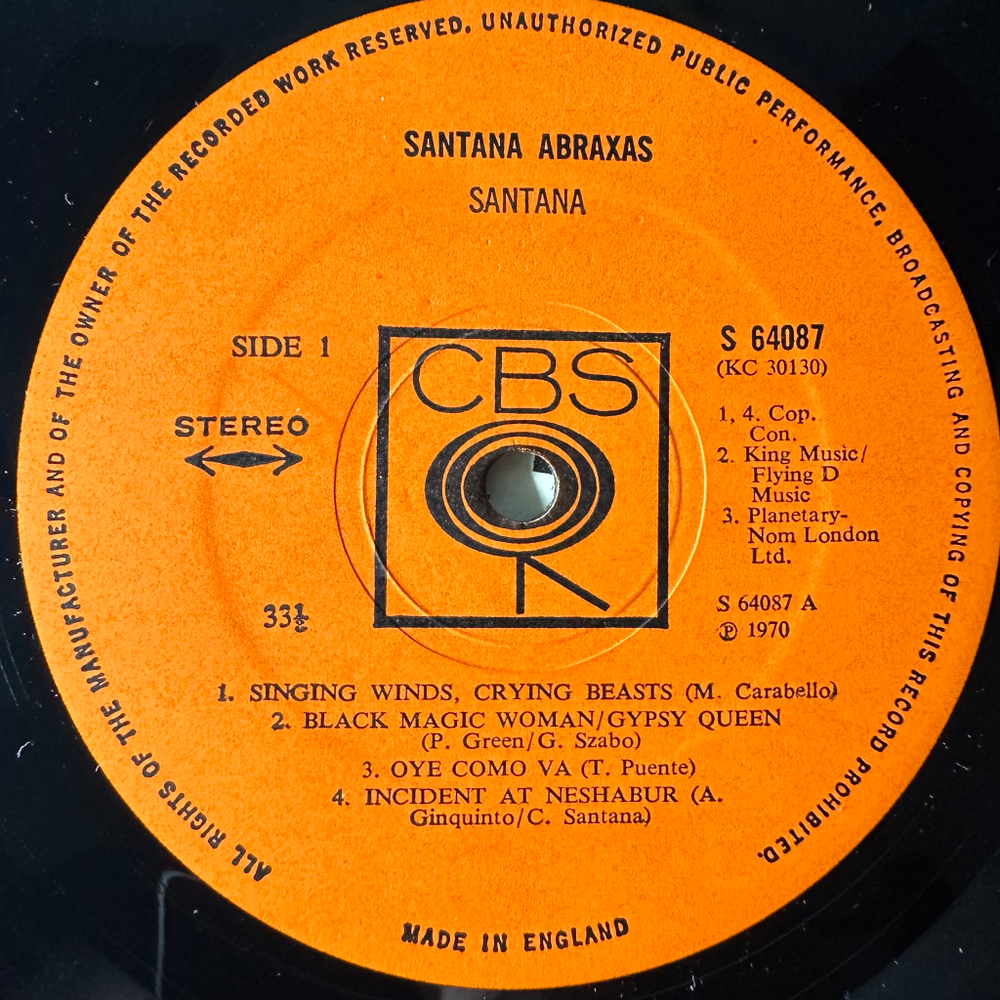 ALL RIGHTS OF THE MANUFACTURER AND OF THE OWNER OF THE RECORDED WORK RESERVED. UNAUTHORIZED PUBLIC PERFORMANCE, BROADCASTING AND COPYING OF THIS RECORD PROHIBITED.
SANTANA ABRAXAS
SANTANA
SIDE 1
STEREO
33⅓
CBS
S 64087
(KC 30130)
1, 4. Cop.
Con.
2. King Music/
Flying D
Music
3. Planetary-
Nom London
Ltd.
S 64087 A
℗ 1970
1. SINGING WINDS, CRYING BEASTS (M. Carabello)
2. BLACK MAGIC WOMAN/GYPSY QUEEN
(P. Green/G. Szabo)
3. OYE COMO VA (T. Puente)
4. INCIDENT AT NESHABUR (A.
Ginquinto/C. Santana)
MADE IN ENGLAND